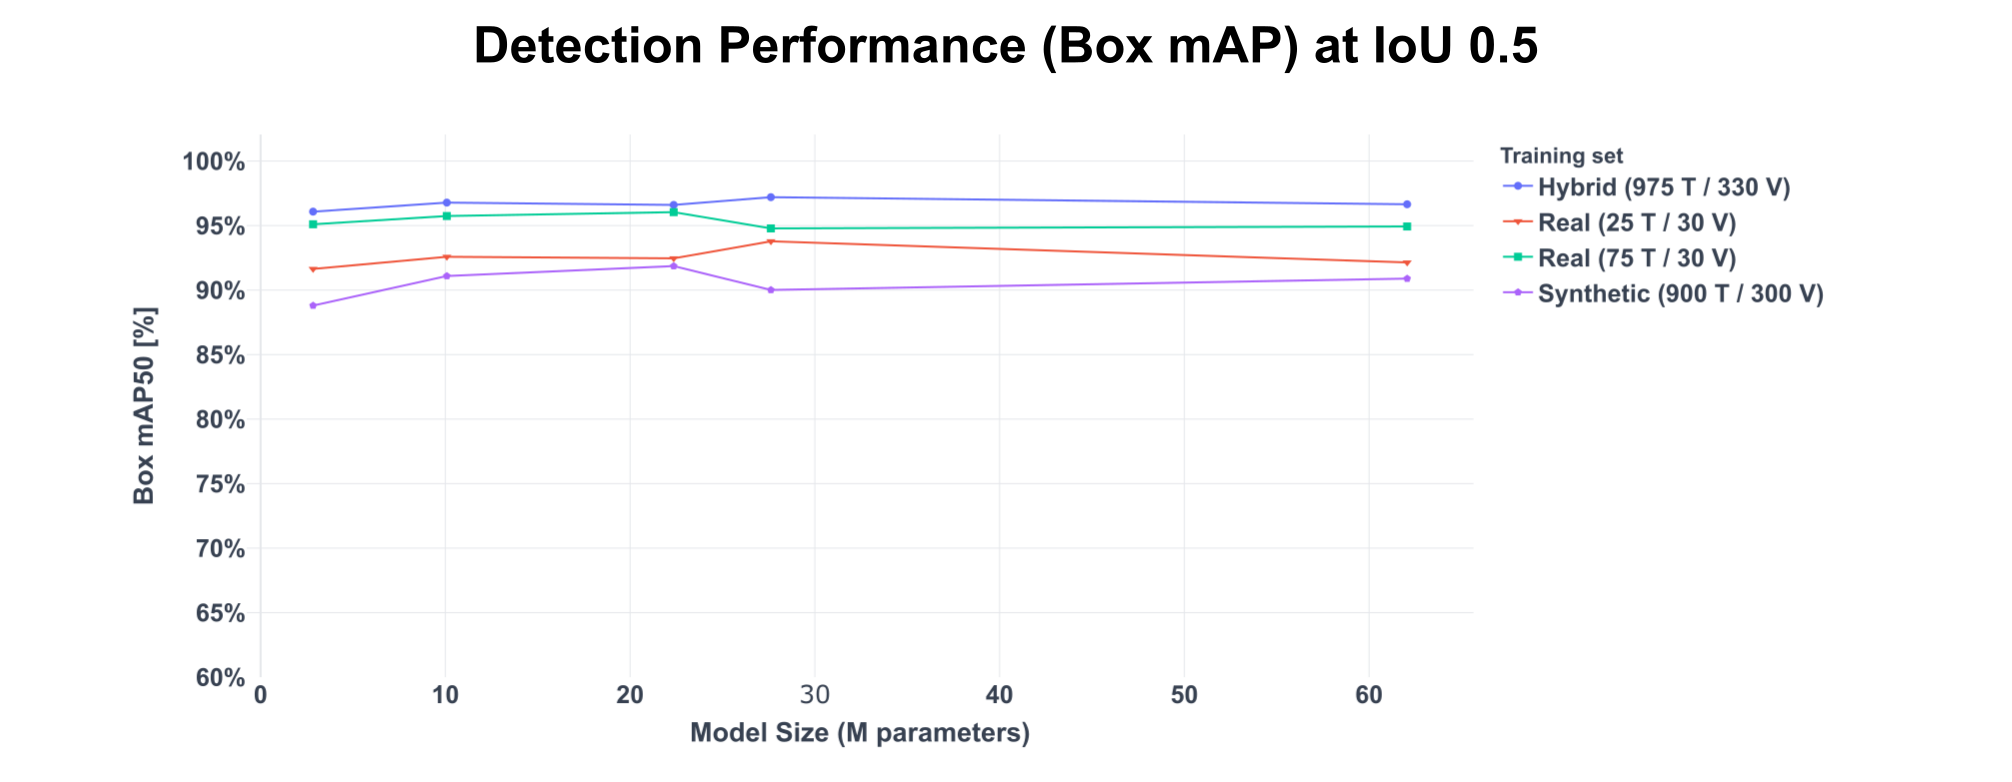 Detection Performance (Box mAP) at IoU 0.5
100%
95%
90%
85%
80%
75%
70%
65%
60%
Box mAP50 [%]
0 10 20 30 40 50 60
Model Size (M parameters)
Training set
Hybrid (975 T / 330 V)
Real (25 T / 30 V)
Real (75 T / 30 V)
Synthetic (900 T / 300 V)